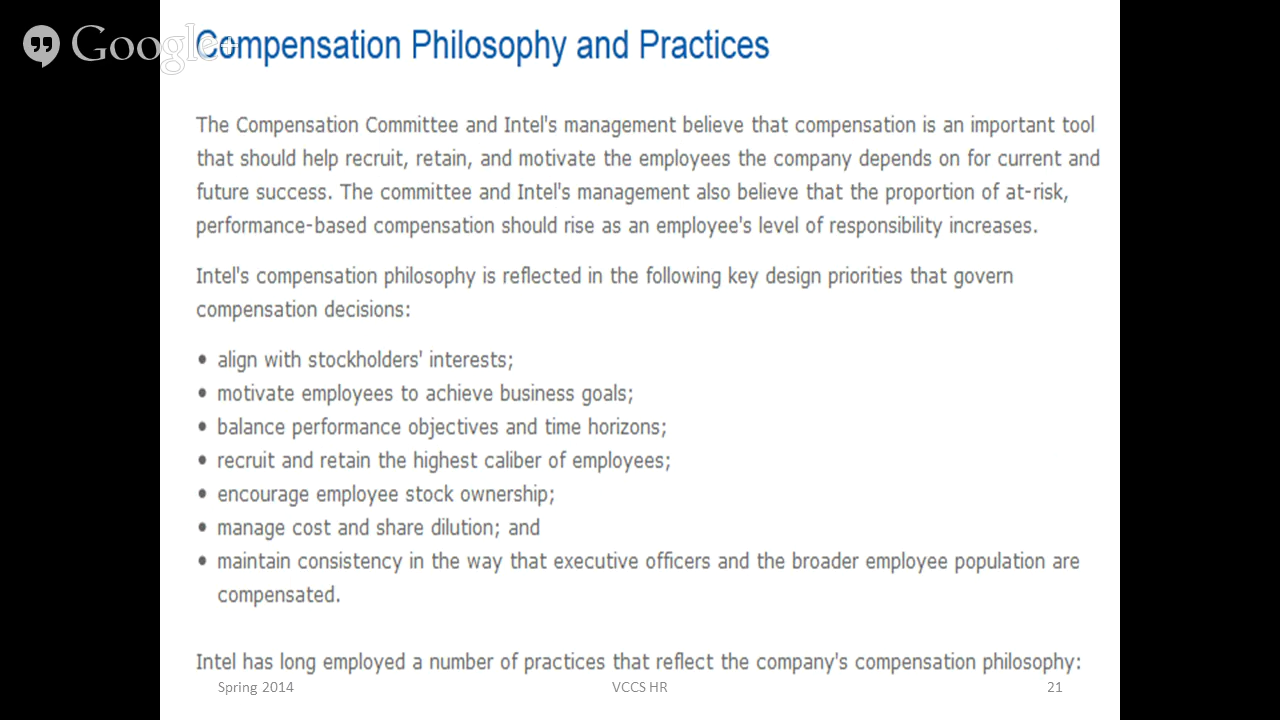 Google+
Compensation Philosophy and Practices
The Compensation Committee and Intel's management believe that compensation is an important tool
that should help recruit, retain, and motivate the employees the company depends on for current and
future success. The committee and Intel's management also believe that the proportion of at-risk,
performance-based compensation should rise as an employee's level of responsibility increases.
Intel's compensation philosophy is reflected in the following key design priorities that govern
compensation decisions:
• align with stockholders' interests;
• motivate employees to achieve business goals;
• balance performance objectives and time horizons;
• recruit and retain the highest caliber of employees;
• encourage employee stock ownership;
• manage cost and share dilution; and
• maintain consistency in the way that executive officers and the broader employee population are
compensated.
Intel has long employed a number of practices that reflect the company's compensation philosophy:
Spring 2014 VCCS HR 21